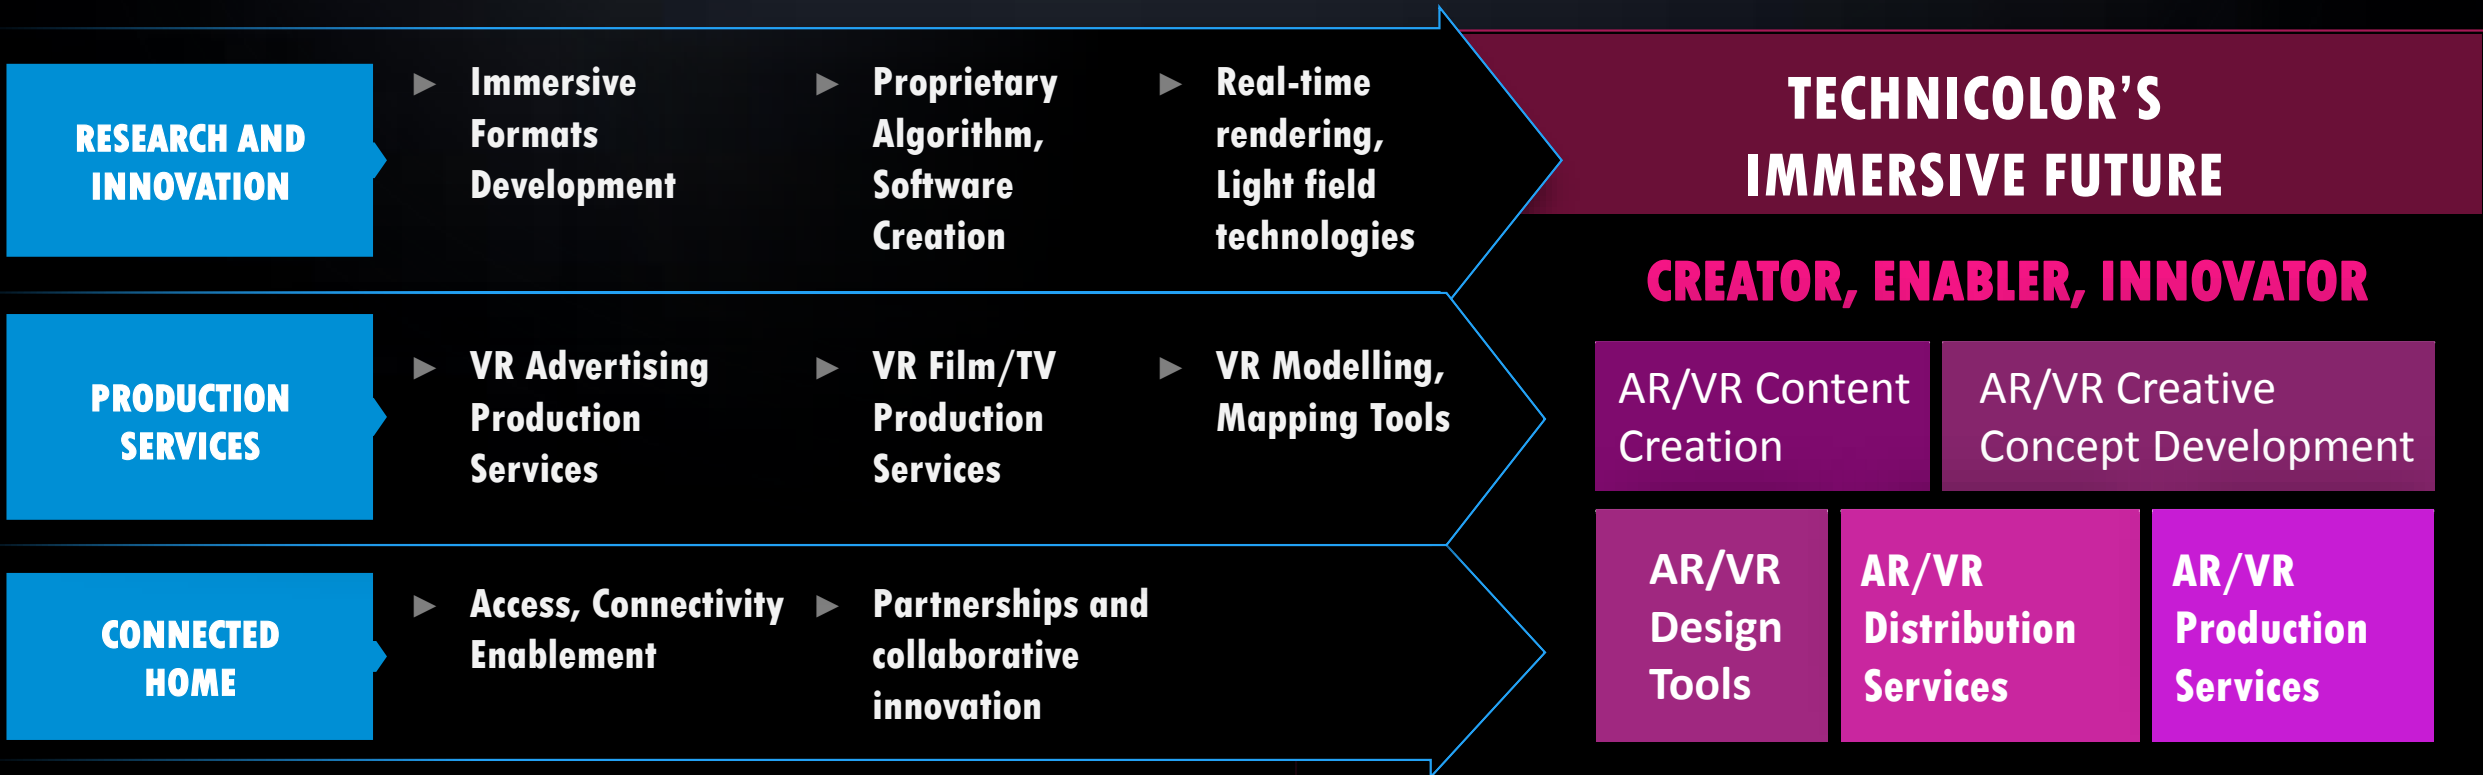 RESEARCH AND
INNOVATION
Immersive
Formats
Development
Proprietary
Algorithm,
Software
Creation
Real-time
rendering,
Light field
technologies
PRODUCTION
SERVICES
VR Advertising
Production
Services
VR Film/TV
Production
Services
VR Modelling,
Mapping Tools
CONNECTED
HOME
Access, Connectivity
Enablement
Partnerships and
collaborative
innovation
TECHNICOLOR’S
IMMERSIVE FUTURE
CREATOR, ENABLER, INNOVATOR
AR/VR Content
Creation
AR/VR Creative
Concept Development
AR/VR
Design
Tools
AR/VR
Distribution
Services
AR/VR
Production
Services